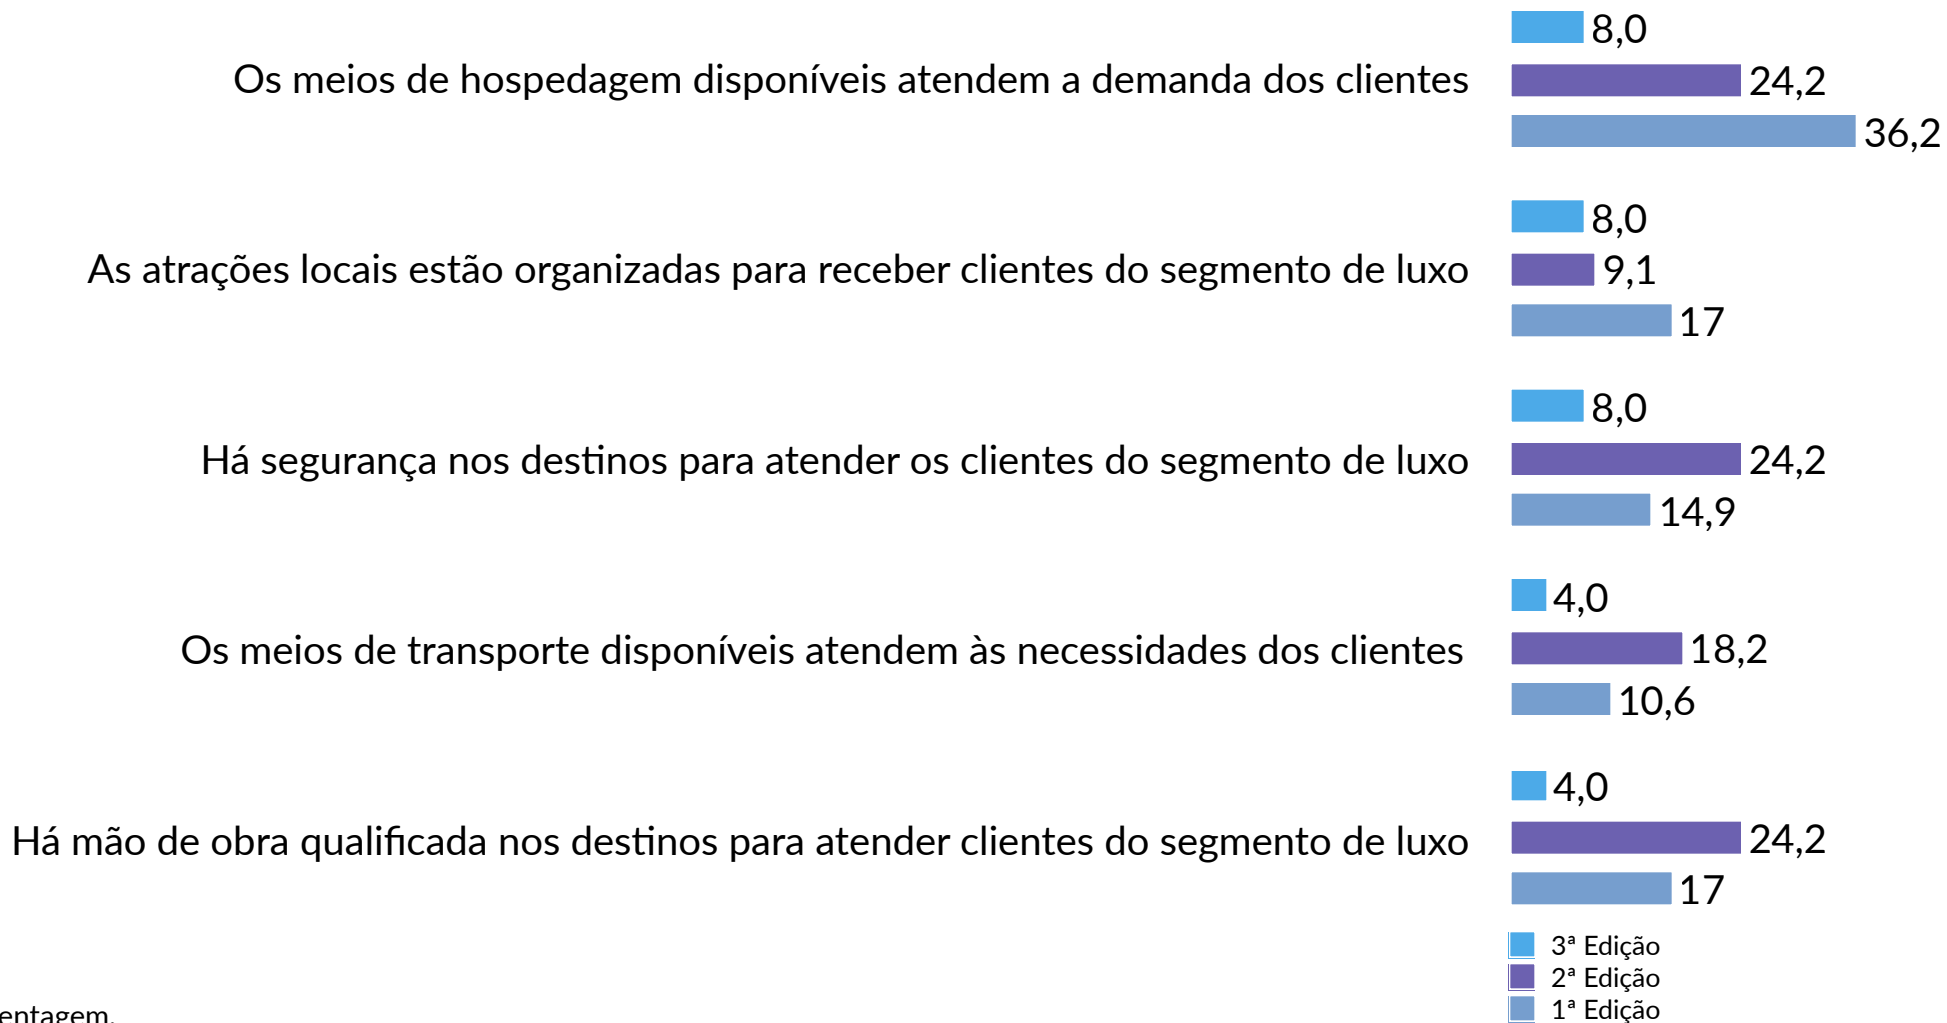 8,0
Os meios de hospedagem disponíveis atendem a demanda dos clientes
24,2
36,2
8,0
As atrações locais estão organizadas para receber clientes do segmento de luxo
9,1
17
8,0
Há segurança nos destinos para atender os clientes do segmento de luxo
24,2
14,9
4,0
Os meios de transporte disponíveis atendem às necessidades dos clientes
18,2
10,6
4,0
Há mão de obra qualificada nos destinos para atender clientes do segmento de luxo
24,2
17
3ª Edição
2ª Edição
1ª Edição